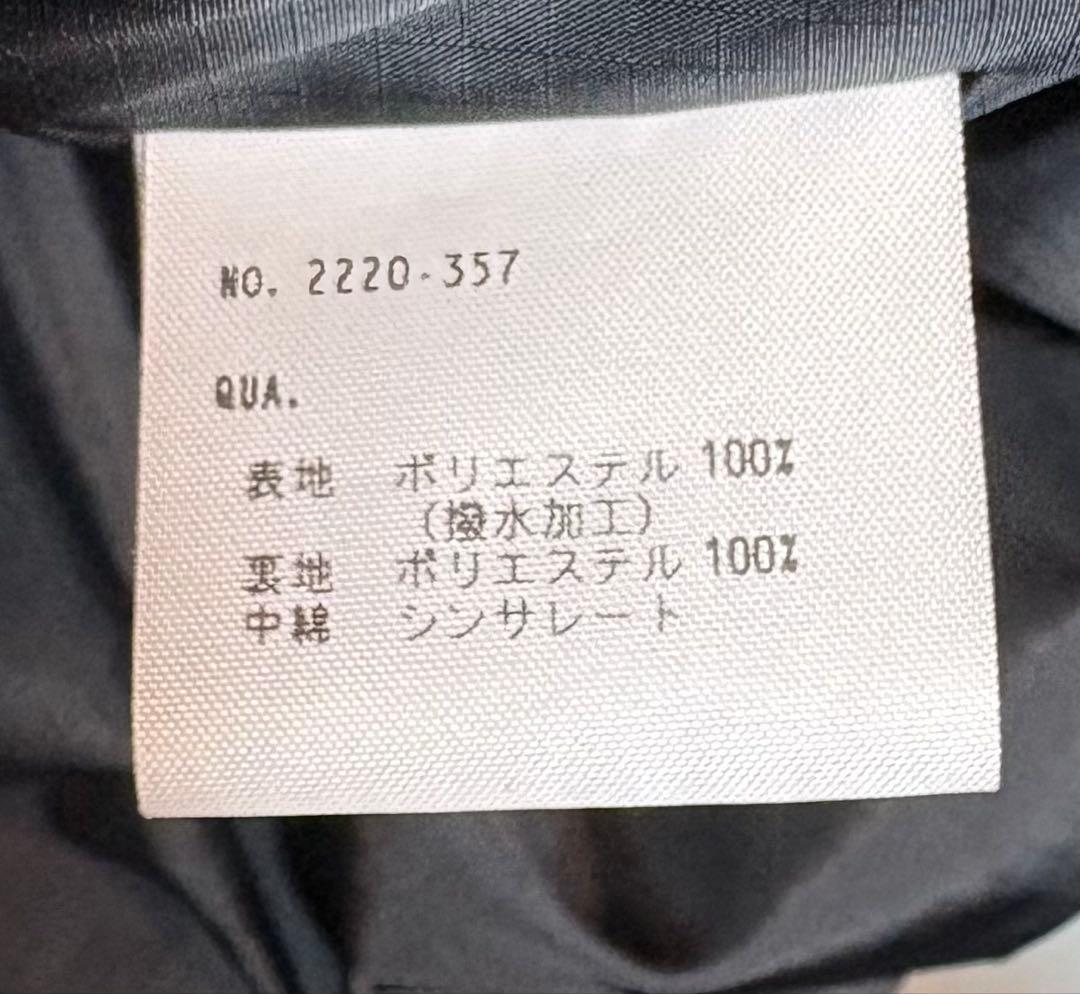 NO. 2220-357
QUA.
表地 ポリエステル 100%
(撥水加工)
裏地 ポリエステル 100%
中綿 シンサレート